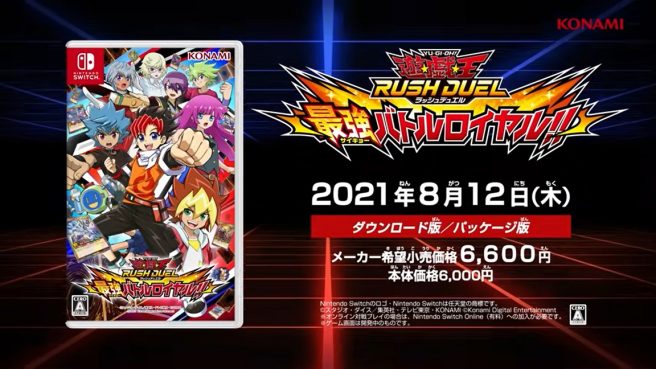 KONAMI
NINTENDO
SWITCH
KONAMI
遊☆戯☆王
RUSH DUEL
最強バトルロイヤル!!
CERO
A
YU-GI-OH!
遊☆戯☆王
RUSH DUEL
ラッシュデュエル
最強バトルロイヤル!!
サイキョー
2021年8月12日(木)
ダウンロード版/パッケージ版
メーカー希望小売価格6,600円
本体価格6,000円
Nintendo Switchのロゴ・Nintendo Switchは任天堂の商標です。
©スタジオ・ダイス/集英社・テレビ東京・KONAMI ©Konami Digital Entertainment
※オンライン対戦プレイの場合は、Nintendo Switch Online(有料)への加入が必要です。
※ゲーム画面は開発中のものです。
CERO
A